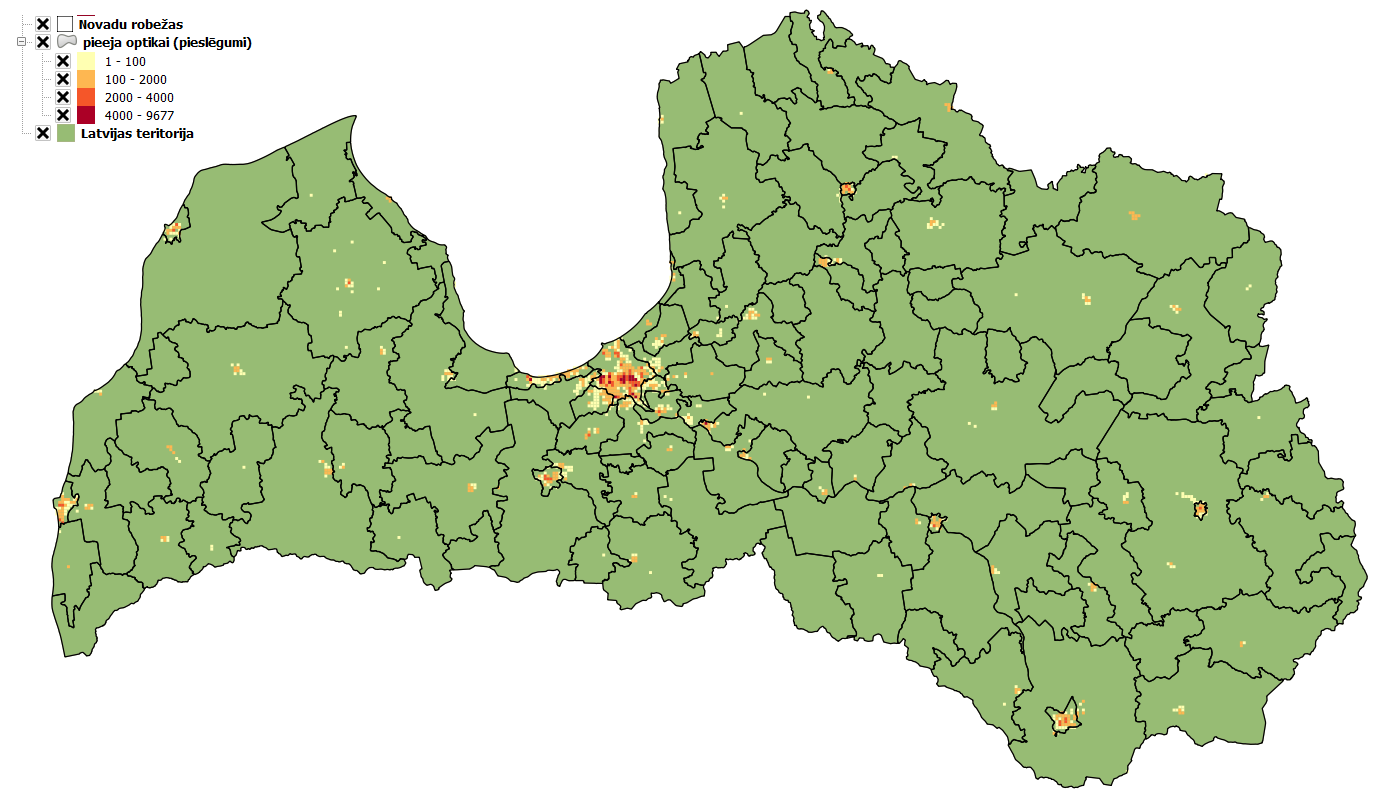 Novadu robežas
pieeja optikai (pieslēgumi)
1 - 100
100 - 2000
2000 - 4000
4000 - 9677
Latvijas teritorija